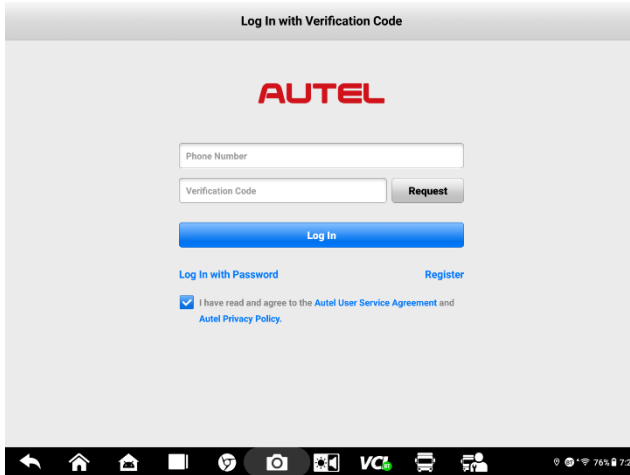 Log In with Verification Code
AUTEL
Phone Number
Verification Code
Request
Log In
Log In with Password
Register
I have read and agree to the Autel User Service Agreement and
Autel Privacy Policy.
VCI
76%